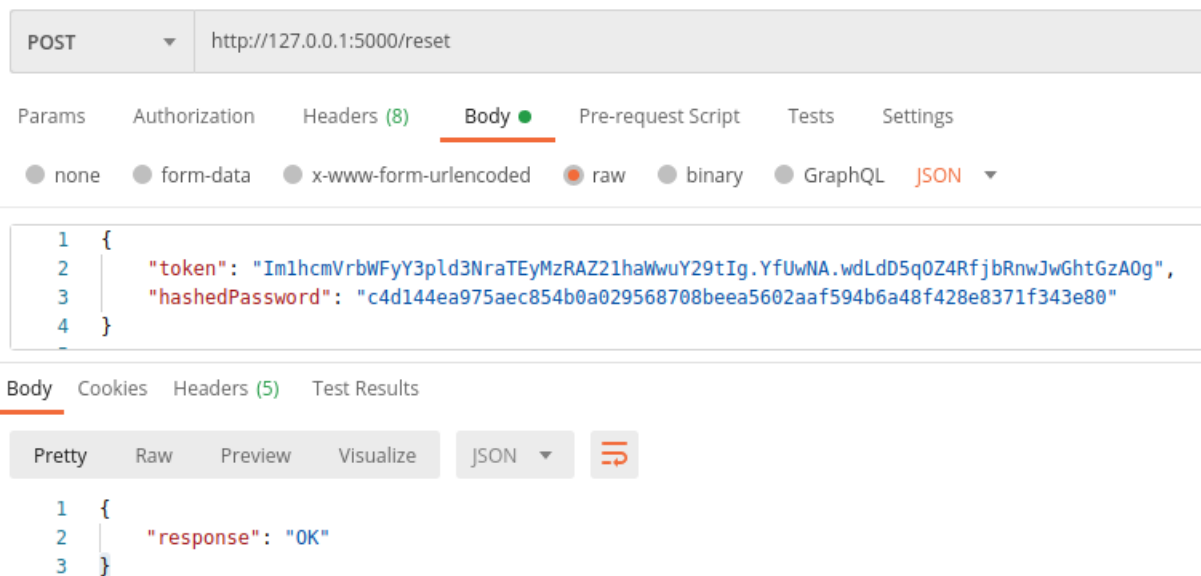 POST http://127.0.0.1:5000/reset
Params Authorization Headers (8) Body Pre-request Script Tests Settings
none form-data x-www-form-urlencoded raw binary GraphQL JSON
1 {
2 "token": "Im1hcmVrbWFyY3pld3NraTEyMzRAZ21haWwuY29tIg.YfUwNA.wdLdD5qOZ4RfjbRnwJwGhtGzAOg",
3 "hashedPassword": "c4d144ea975aec854b0a029568708beea5602aaf594b6a48f428e8371f343e80"
4 }
Body Cookies Headers (5) Test Results
Pretty Raw Preview Visualize JSON
1 {
2 "response": "OK"
3 }